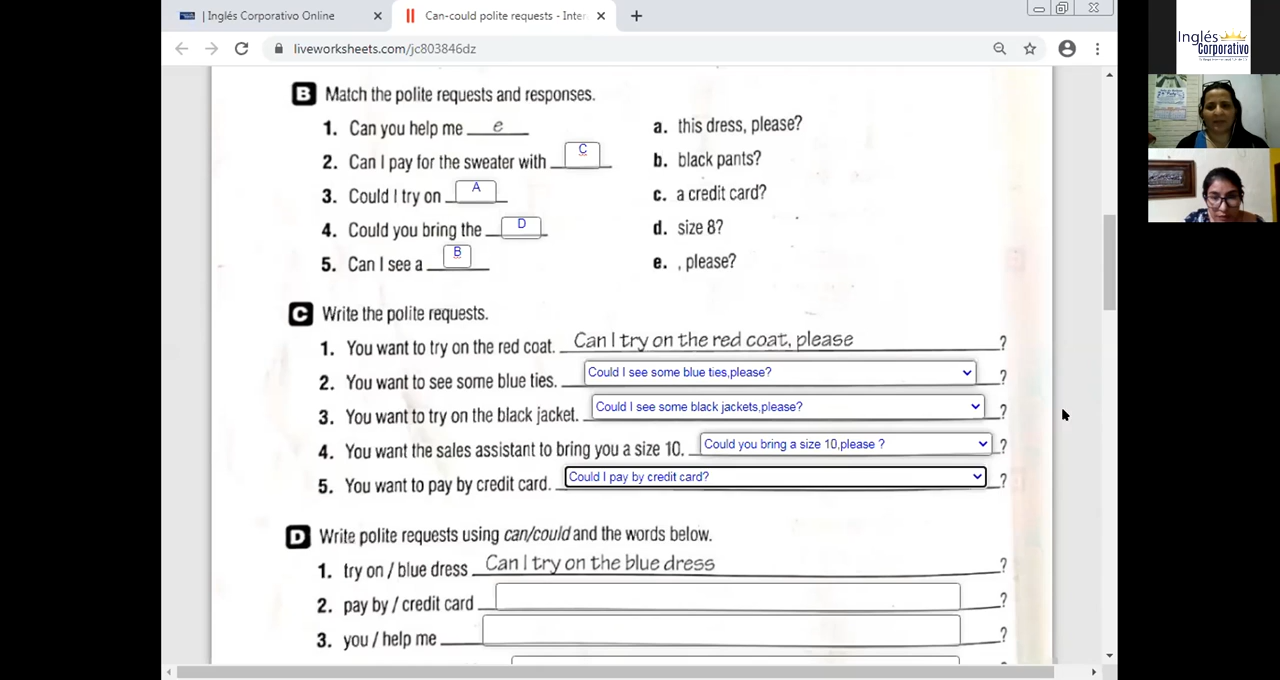 | Inglés Corporativo Online
Can-could polite requests - Inter
liveworksheets.com/jc803846dz
Inglés
Corporativo
B Match the polite requests and responses.
1. Can you help me e
2. Can I pay for the sweater with C
3. Could I try on A
4. Could you bring the D
5. Can I see a B
a. this dress, please?
b. black pants?
c. a credit card?
d. size 8?
e. , please?
C Write the polite requests.
1. You want to try on the red coat. Can I try on the red coat, please ?
2. You want to see some blue ties. Could I see some blue ties,please? ?
3. You want to try on the black jacket. Could I see some black jackets,please? ?
4. You want the sales assistant to bring you a size 10. Could you bring a size 10,please ? ?
5. You want to pay by credit card. Could I pay by credit card? ?
D Write polite requests using can/could and the words below.
1. try on / blue dress Can I try on the blue dress ?
2. pay by / credit card ?
3. you / help me ?